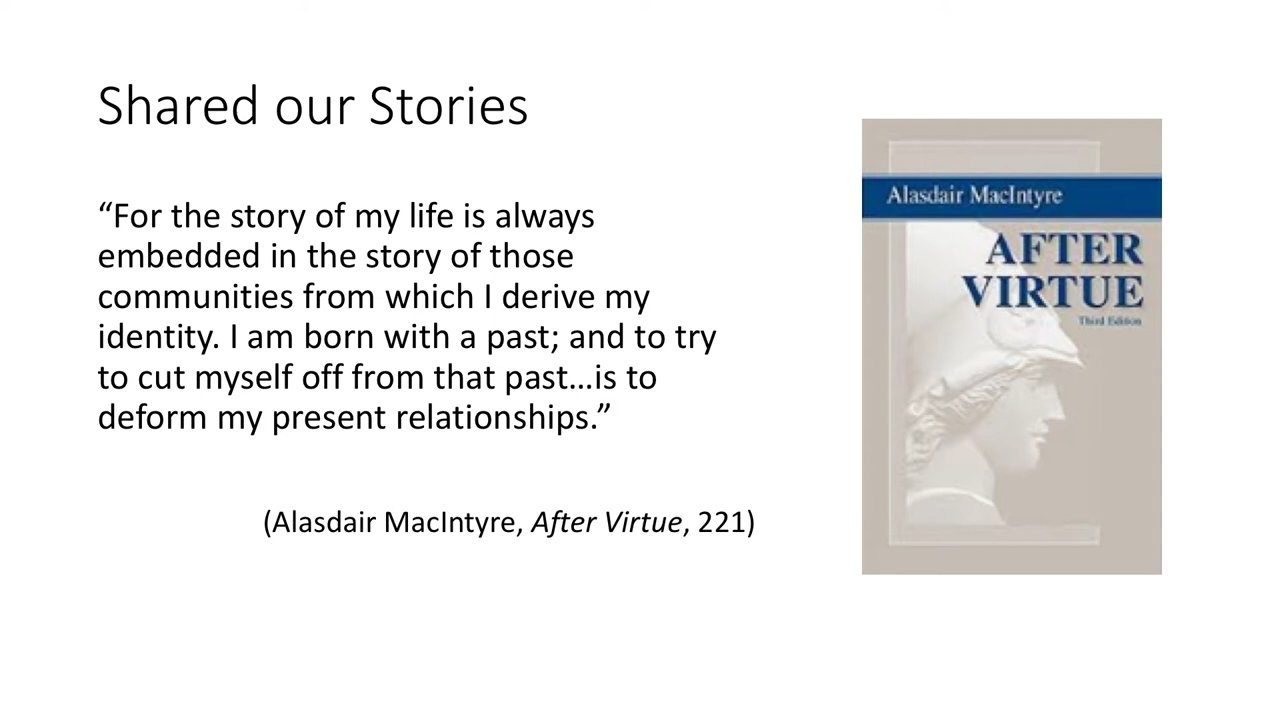 Shared our Stories
“For the story of my life is always
embedded in the story of those
communities from which I derive my
identity. I am born with a past; and to try
to cut myself off from that past…is to
deform my present relationships.”
(Alasdair MacIntyre, After Virtue, 221)
Alasdair MacIntyre
AFTER
VIRTUE
Third Edition